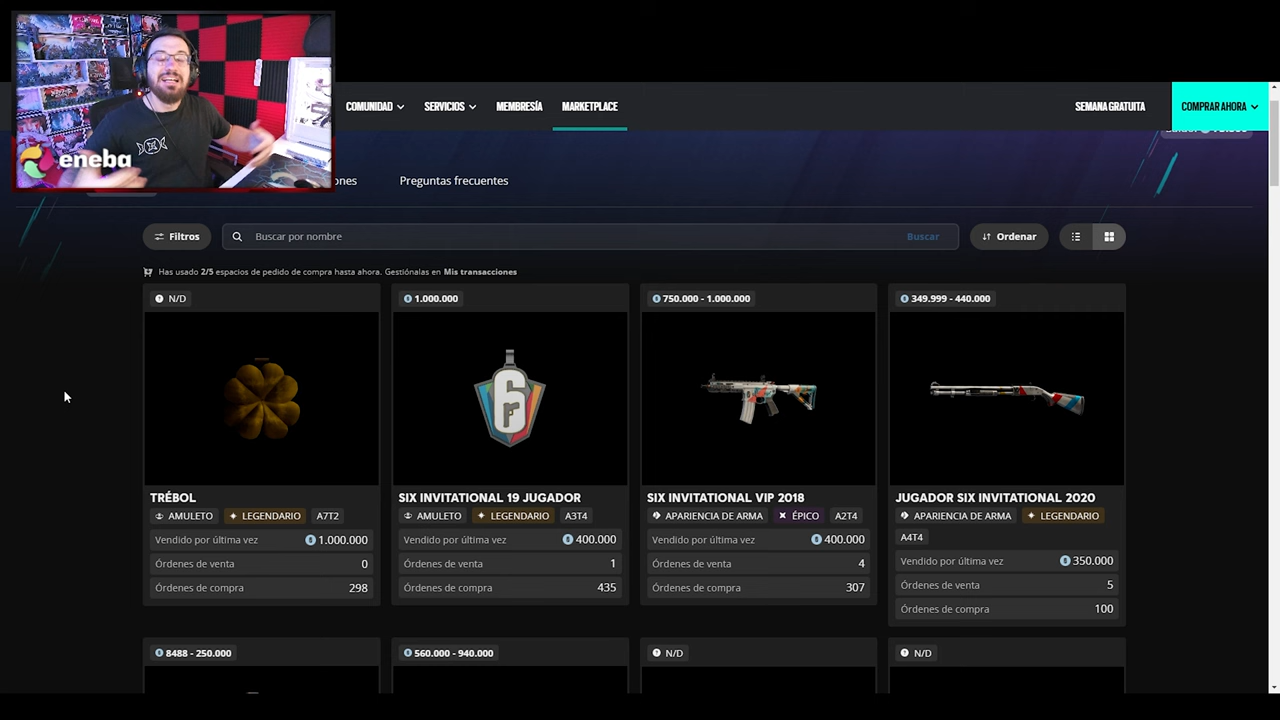 eneba
COMUNIDAD
SERVICIOS
MEMBRESÍA
MARKETPLACE
SEMANA GRATUITA
COMPRAR AHORA
Preguntas frecuentes
Filtros
Buscar por nombre
Buscar
Ordenar
Has usado 2/5 espacios de pedido de compra hasta ahora. Gestiónalas en Mis transacciones
N/D
TRÉBOL
AMULETO LEGENDARIO A7T2
Vendido por última vez 1.000.000
Órdenes de venta 0
Órdenes de compra 298
1.000.000
SIX INVITATIONAL 19 JUGADOR
AMULETO LEGENDARIO A3T4
Vendido por última vez 400.000
Órdenes de venta 1
Órdenes de compra 435
750.000 - 1.000.000
SIX INVITATIONAL VIP 2018
APARIENCIA DE ARMA ÉPICO A2T4
Vendido por última vez 400.000
Órdenes de venta 4
Órdenes de compra 307
349.999 - 440.000
JUGADOR SIX INVITATIONAL 2020
APARIENCIA DE ARMA LEGENDARIO
A4T4
Vendido por última vez 350.000
Órdenes de venta 5
Órdenes de compra 100
8488 - 250.000
560.000 - 940.000
N/D
N/D